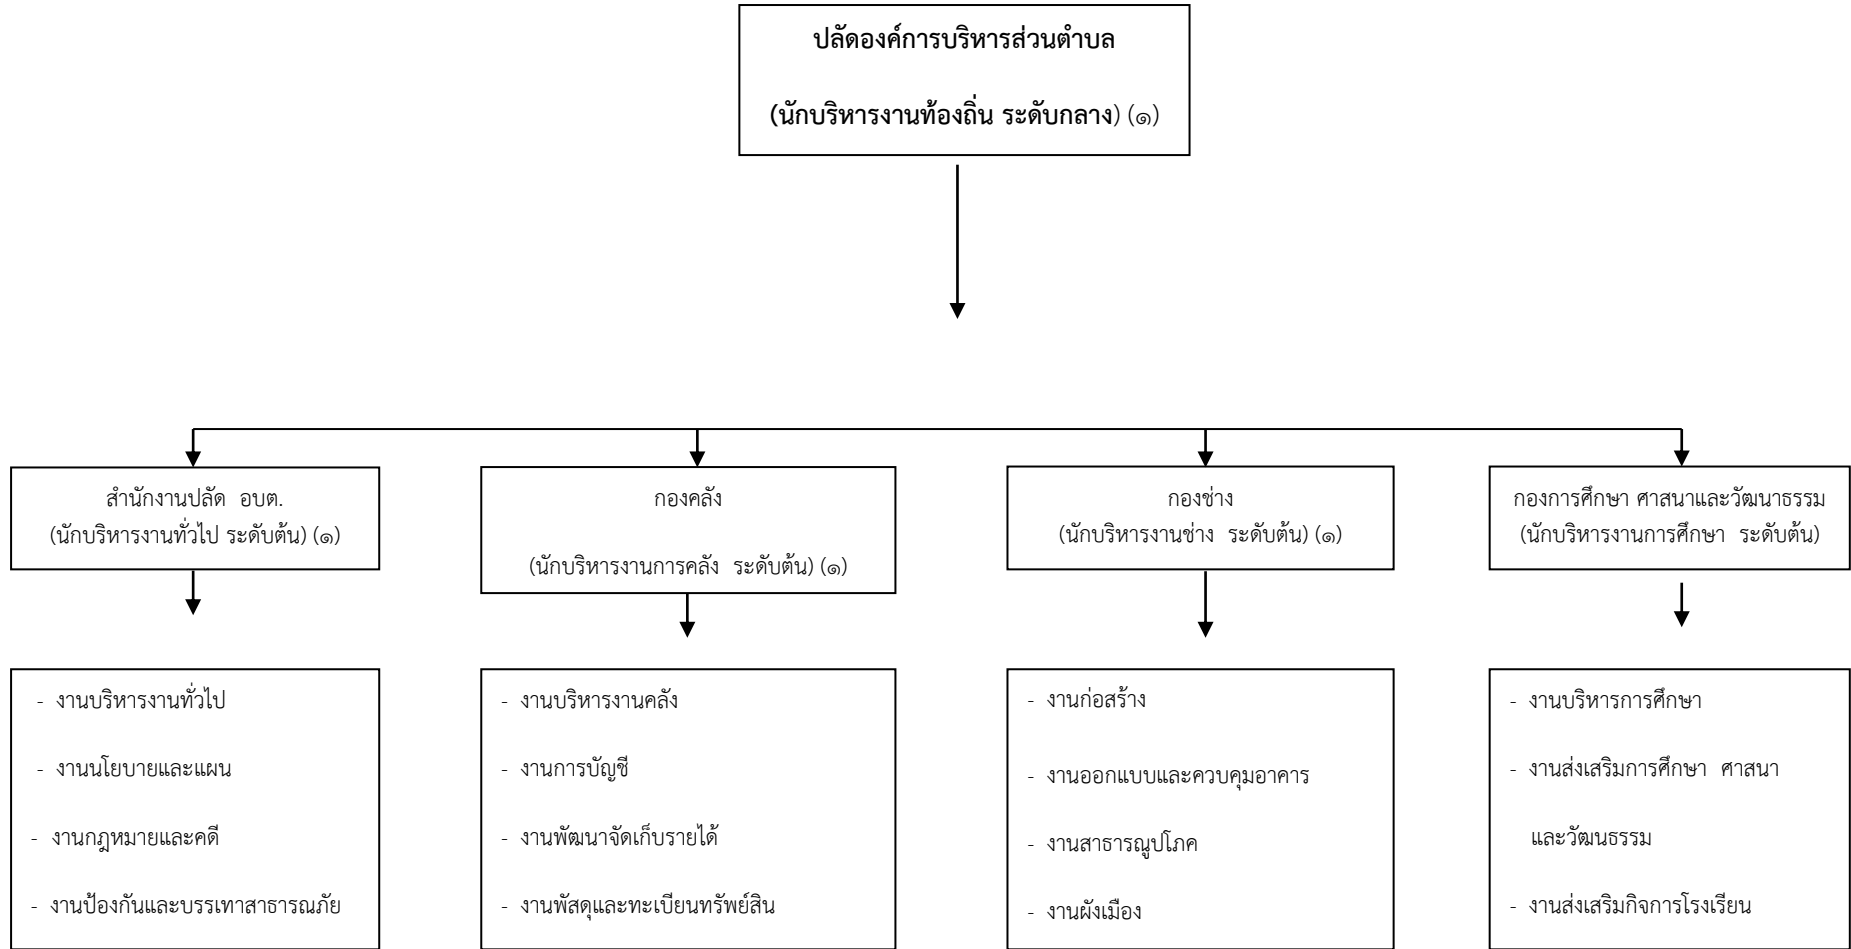 ปลัดองค์การบริหารส่วนตำบล
(นักบริหารงานท้องถิ่น ระดับกลาง) (๑)
สำนักงานปลัด อบต.
(นักบริหารงานทั่วไป ระดับต้น) (๑)
กองคลัง
(นักบริหารงานการคลัง ระดับต้น) (๑)
กองช่าง
(นักบริหารงานช่าง ระดับต้น) (๑)
กองการศึกษา ศาสนาและวัฒนาธรรม
(นักบริหารงานการศึกษา ระดับต้น)
- งานบริหารงานทั่วไป
- งานนโยบายและแผน
- งานกฎหมายและคดี
- งานป้องกันและบรรเทาสาธารณภัย
- งานบริหารงานคลัง
- งานการบัญชี
- งานพัฒนาจัดเก็บรายได้
- งานพัสดุและทะเบียนทรัพย์สิน
- งานก่อสร้าง
- งานออกแบบและควบคุมอาคาร
- งานสาธารณูปโภค
- งานผังเมือง
- งานบริหารการศึกษา
- งานส่งเสริมการศึกษา ศาสนา
และวัฒนธรรม
- งานส่งเสริมกิจการโรงเรียน